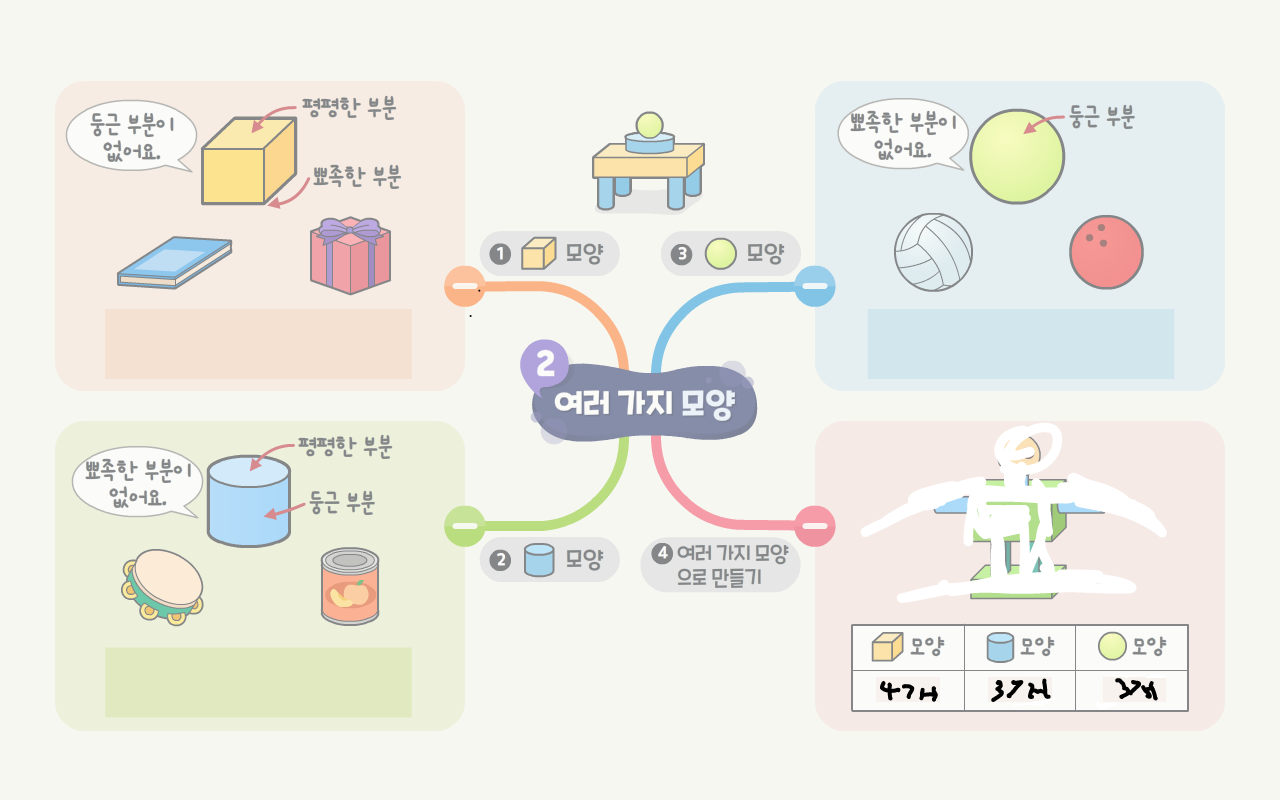 둥근 부분이
없어요.
평평한 부분
뾰족한 부분
1 모양
3 모양
뾰족한 부분이
없어요.
둥근 부분
2
여러 가지 모양
뾰족한 부분이
없어요.
평평한 부분
둥근 부분
2 모양
4 여러 가지 모양
으로 만들기
모양 모양 모양
4개 3개 3개